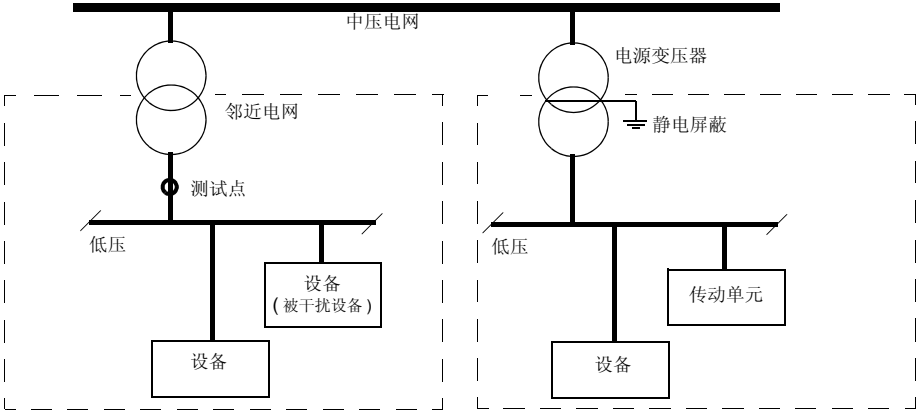 中压电网
电源变压器
邻近电网
静电屏蔽
测试点
低压
低压
设备
(被干扰设备)
传动单元
设备
设备